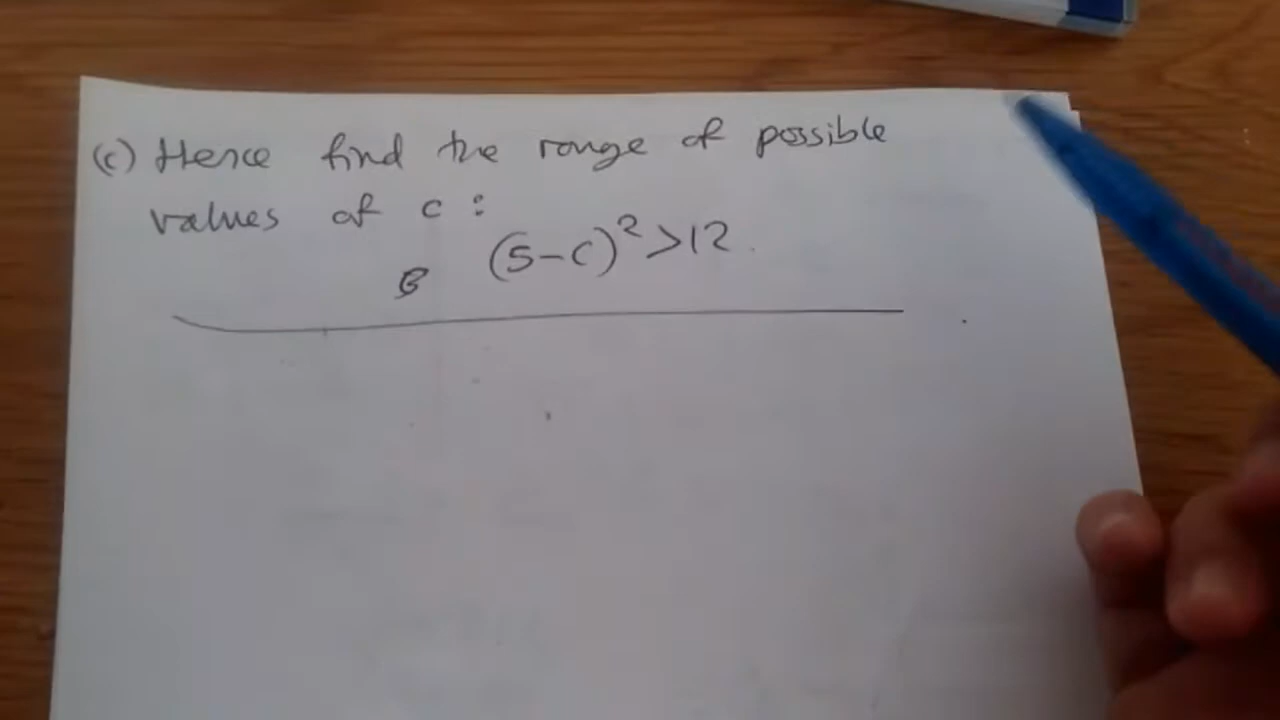 (c) Hence find the range of possible
values of c :
(5-c)²>12